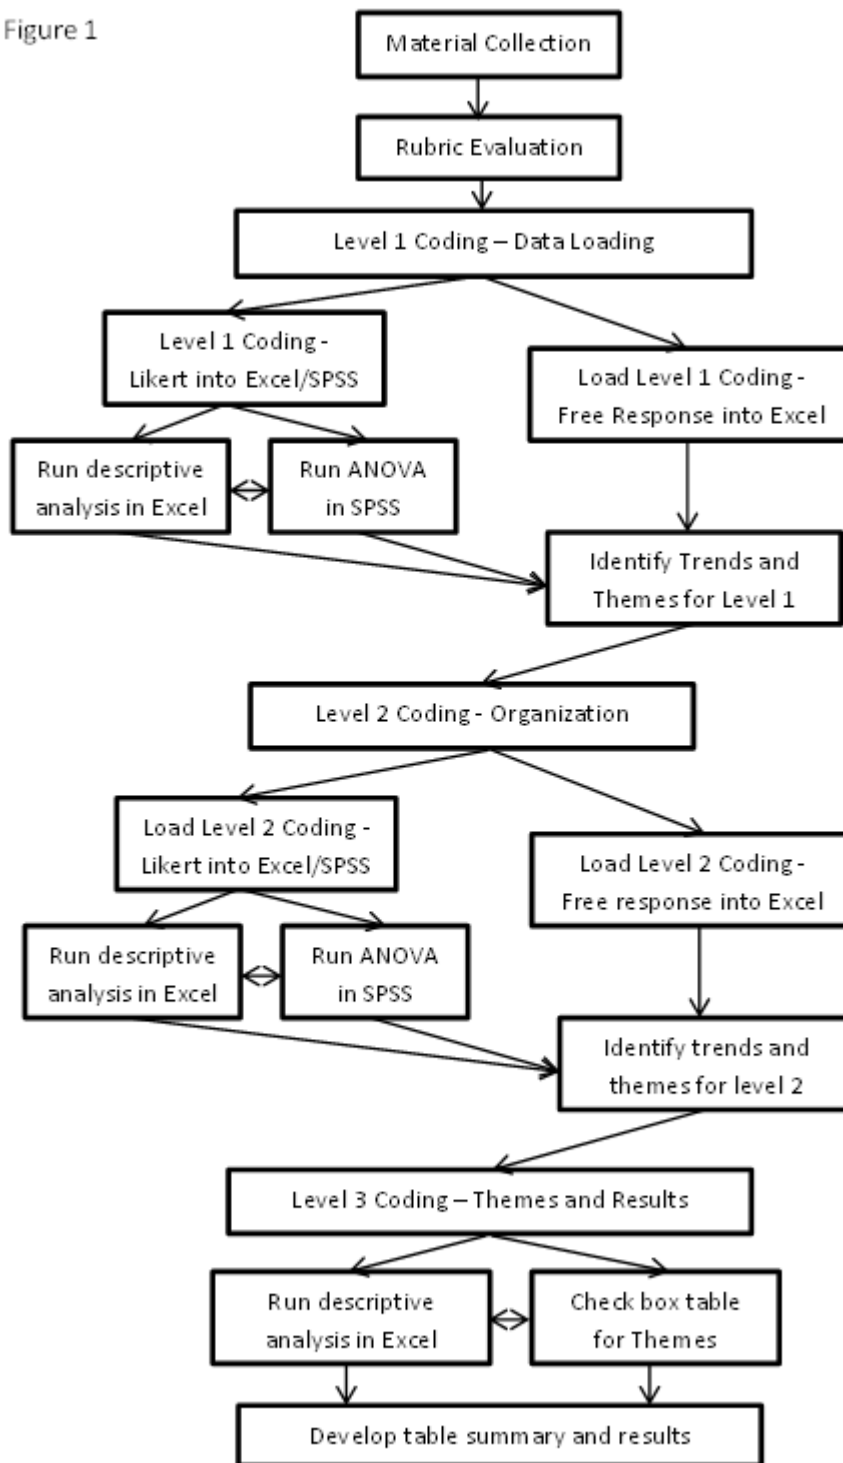 Figure 1
Material Collection
Rubric Evaluation
Level 1 Coding – Data Loading
Level 1 Coding -
Likert into Excel/SPSS
Load Level 1 Coding -
Free Response into Excel
Run descriptive
analysis in Excel
Run ANOVA
in SPSS
Identify Trends and
Themes for Level 1
Level 2 Coding - Organization
Load Level 2 Coding -
Likert into Excel/SPSS
Load Level 2 Coding -
Free response into Excel
Run descriptive
analysis in Excel
Run ANOVA
in SPSS
Identify trends and
themes for level 2
Level 3 Coding – Themes and Results
Run descriptive
analysis in Excel
Check box table
for Themes
Develop table summary and results